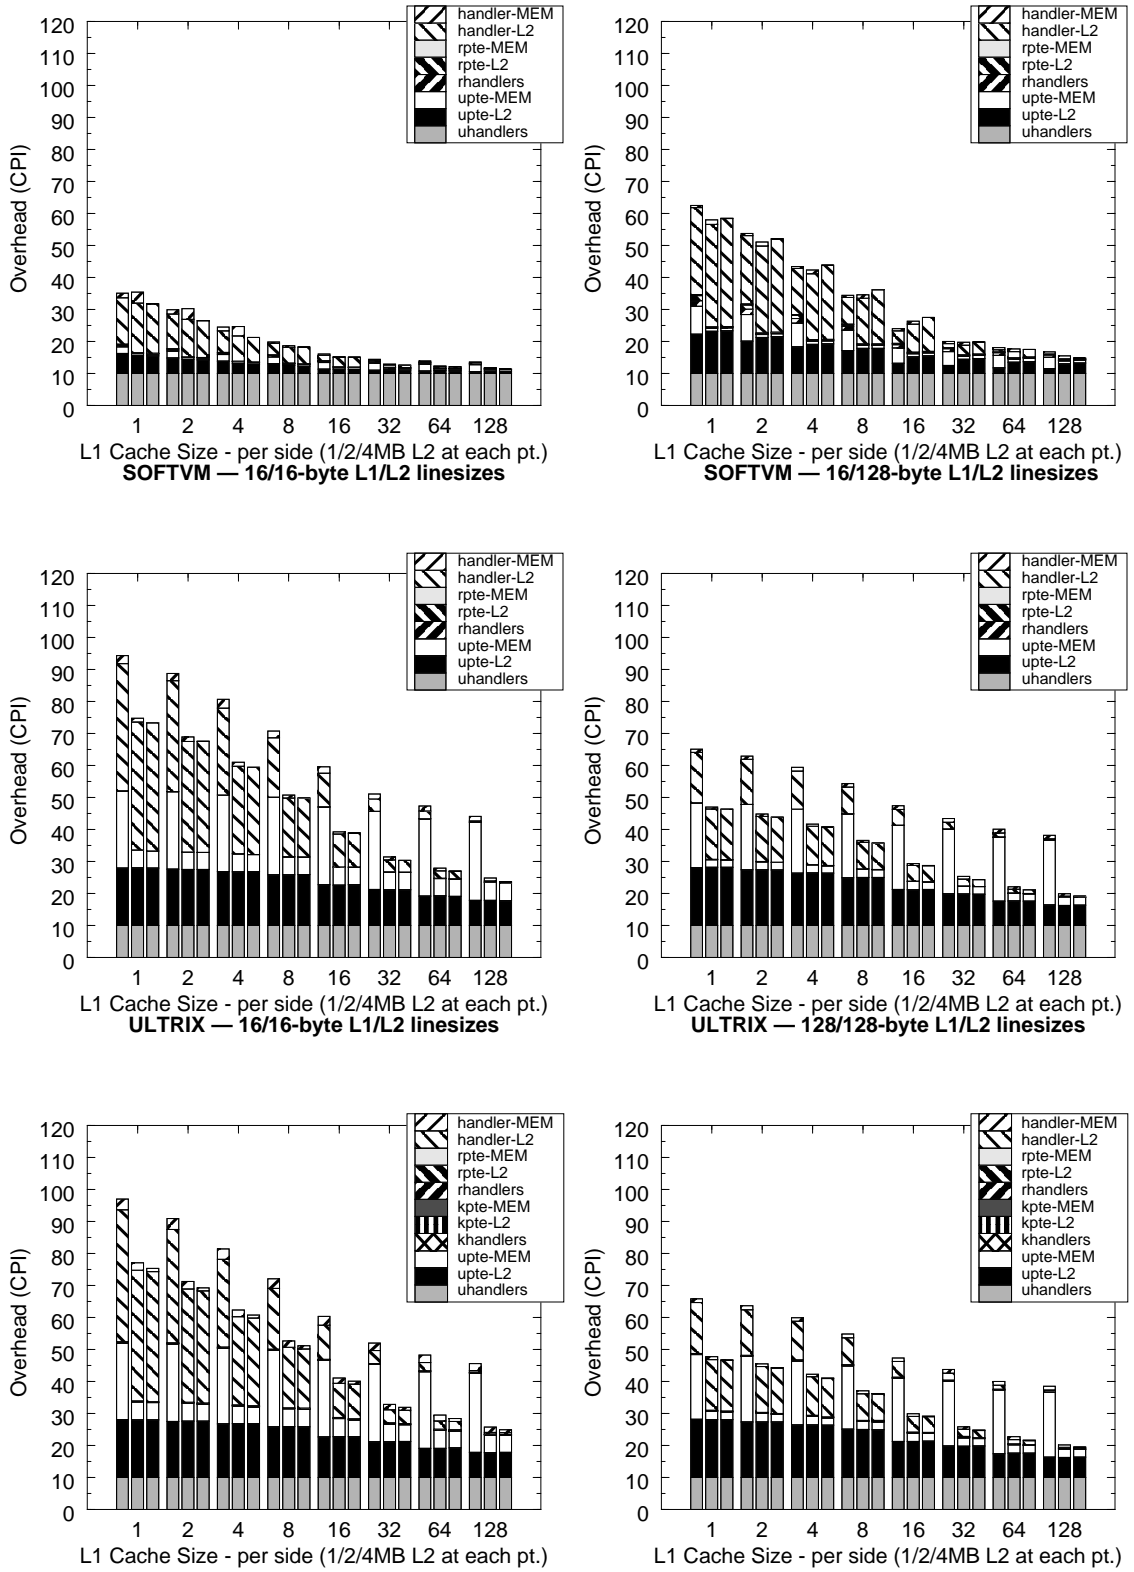 120
110
100
90
80
70
60
50
40
30
20
10
0
Overhead (CPI)
handler-MEM
handler-L2
rpte-MEM
rpte-L2
rhandlers
upte-MEM
upte-L2
uhandlers
1 2 4 8 16 32 64 128
L1 Cache Size - per side (1/2/4MB L2 at each pt.)
SOFTVM — 16/16-byte L1/L2 linesizes
120
110
100
90
80
70
60
50
40
30
20
10
0
Overhead (CPI)
handler-MEM
handler-L2
rpte-MEM
rpte-L2
rhandlers
upte-MEM
upte-L2
uhandlers
1 2 4 8 16 32 64 128
L1 Cache Size - per side (1/2/4MB L2 at each pt.)
SOFTVM — 16/128-byte L1/L2 linesizes
120
110
100
90
80
70
60
50
40
30
20
10
0
Overhead (CPI)
handler-MEM
handler-L2
rpte-MEM
rpte-L2
rhandlers
upte-MEM
upte-L2
uhandlers
1 2 4 8 16 32 64 128
L1 Cache Size - per side (1/2/4MB L2 at each pt.)
ULTRIX — 16/16-byte L1/L2 linesizes
120
110
100
90
80
70
60
50
40
30
20
10
0
Overhead (CPI)
handler-MEM
handler-L2
rpte-MEM
rpte-L2
rhandlers
upte-MEM
upte-L2
uhandlers
1 2 4 8 16 32 64 128
L1 Cache Size - per side (1/2/4MB L2 at each pt.)
ULTRIX — 128/128-byte L1/L2 linesizes
120
110
100
90
80
70
60
50
40
30
20
10
0
Overhead (CPI)
handler-MEM
handler-L2
rpte-MEM
rpte-L2
rhandlers
kpte-MEM
kpte-L2
khandlers
upte-MEM
upte-L2
uhandlers
1 2 4 8 16 32 64 128
L1 Cache Size - per side (1/2/4MB L2 at each pt.)
120
110
100
90
80
70
60
50
40
30
20
10
0
Overhead (CPI)
handler-MEM
handler-L2
rpte-MEM
rpte-L2
rhandlers
kpte-MEM
kpte-L2
khandlers
upte-MEM
upte-L2
uhandlers
1 2 4 8 16 32 64 128
L1 Cache Size - per side (1/2/4MB L2 at each pt.)